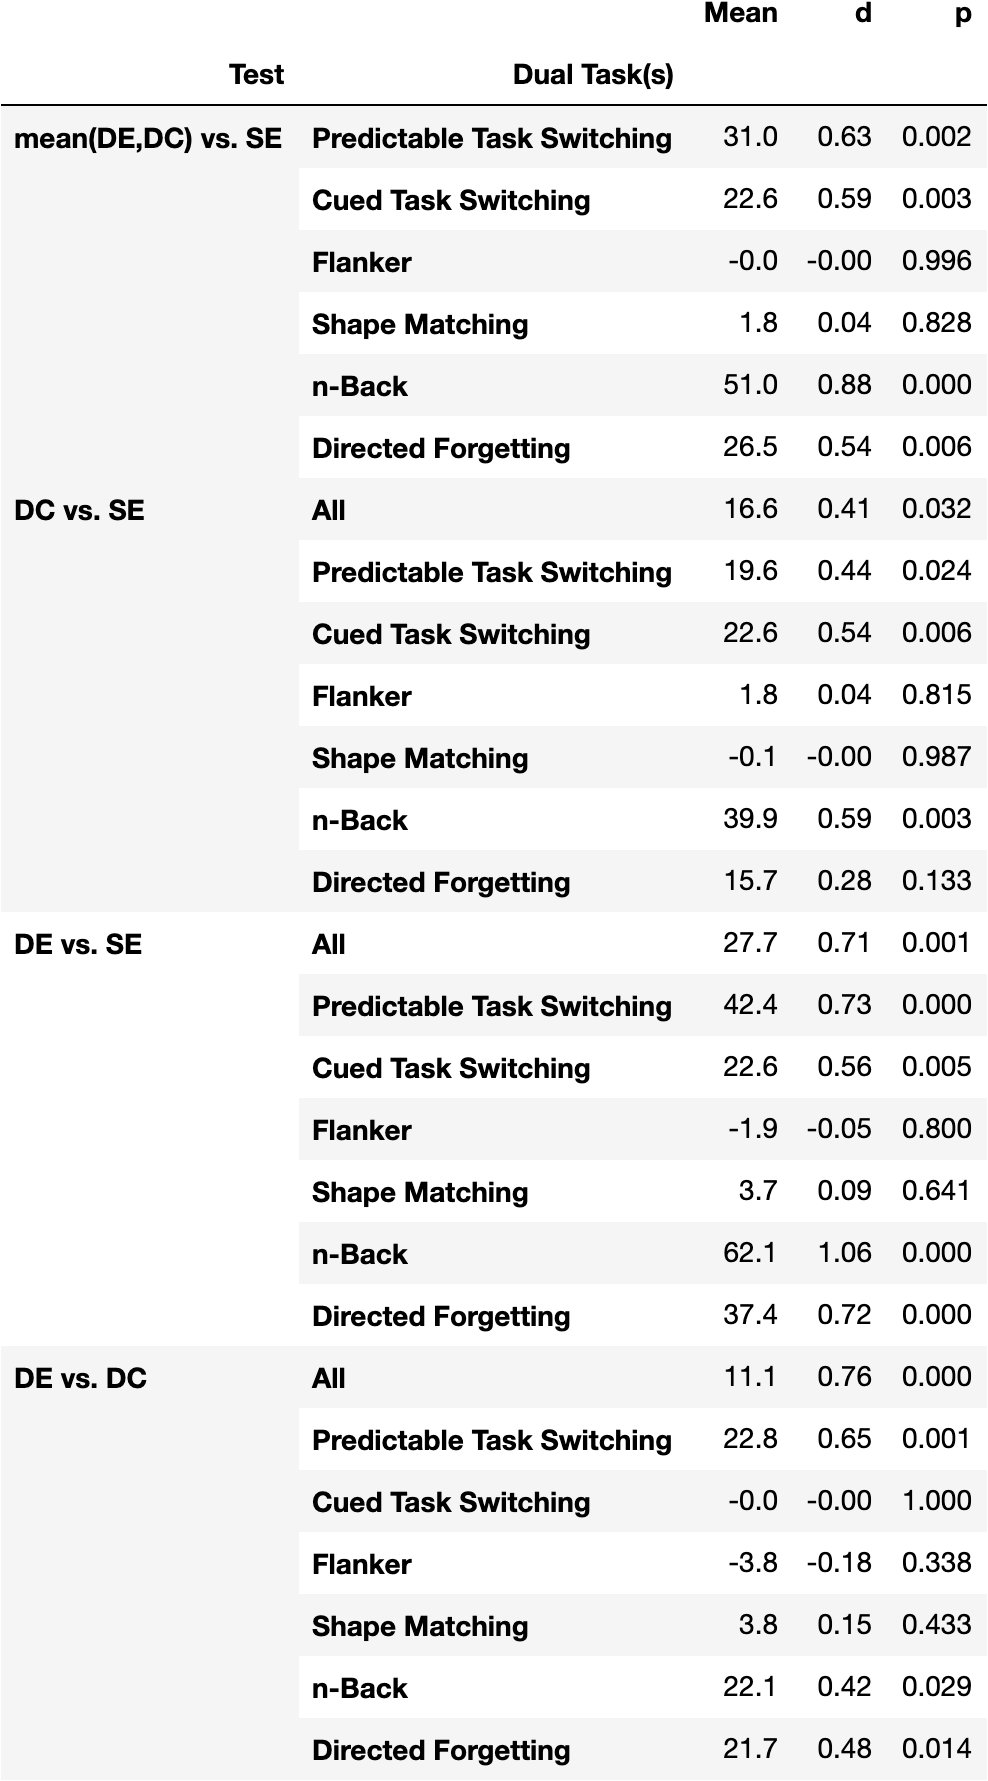 Mean d p
Test Dual Task(s)
mean(DE,DC) vs. SE Predictable Task Switching 31.0 0.63 0.002
Cued Task Switching 22.6 0.59 0.003
Flanker -0.0 -0.00 0.996
Shape Matching 1.8 0.04 0.828
n-Back 51.0 0.88 0.000
Directed Forgetting 26.5 0.54 0.006
DC vs. SE All 16.6 0.41 0.032
Predictable Task Switching 19.6 0.44 0.024
Cued Task Switching 22.6 0.54 0.006
Flanker 1.8 0.04 0.815
Shape Matching -0.1 -0.00 0.987
n-Back 39.9 0.59 0.003
Directed Forgetting 15.7 0.28 0.133
DE vs. SE All 27.7 0.71 0.001
Predictable Task Switching 42.4 0.73 0.000
Cued Task Switching 22.6 0.56 0.005
Flanker -1.9 -0.05 0.800
Shape Matching 3.7 0.09 0.641
n-Back 62.1 1.06 0.000
Directed Forgetting 37.4 0.72 0.000
DE vs. DC All 11.1 0.76 0.000
Predictable Task Switching 22.8 0.65 0.001
Cued Task Switching -0.0 -0.00 1.000
Flanker -3.8 -0.18 0.338
Shape Matching 3.8 0.15 0.433
n-Back 22.1 0.42 0.029
Directed Forgetting 21.7 0.48 0.014